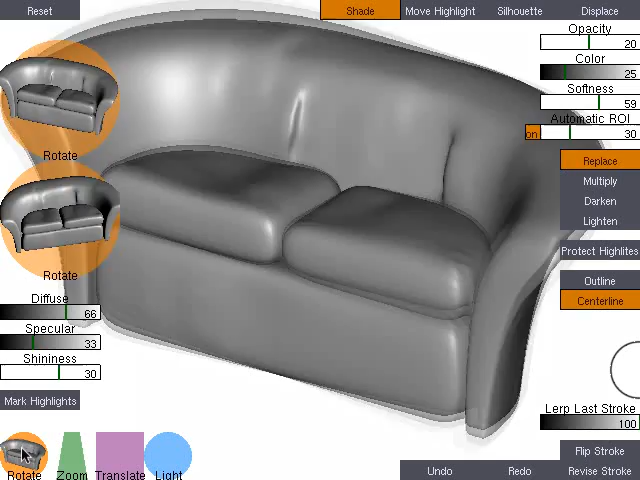 Reset
Shade
Move Highlight
Silhouette
Displace
Opacity
20
Color
25
Softness
59
Automatic ROI
on
30
Rotate
Replace
Multiply
Darken
Lighten
Protect Highlites
Rotate
Outline
Centerline
Diffuse
66
Specular
33
Shininess
30
Mark Highlights
Lerp Last Stroke
100
Rotate
Zoom
Translate
Light
Flip Stroke
Undo
Redo
Revise Stroke